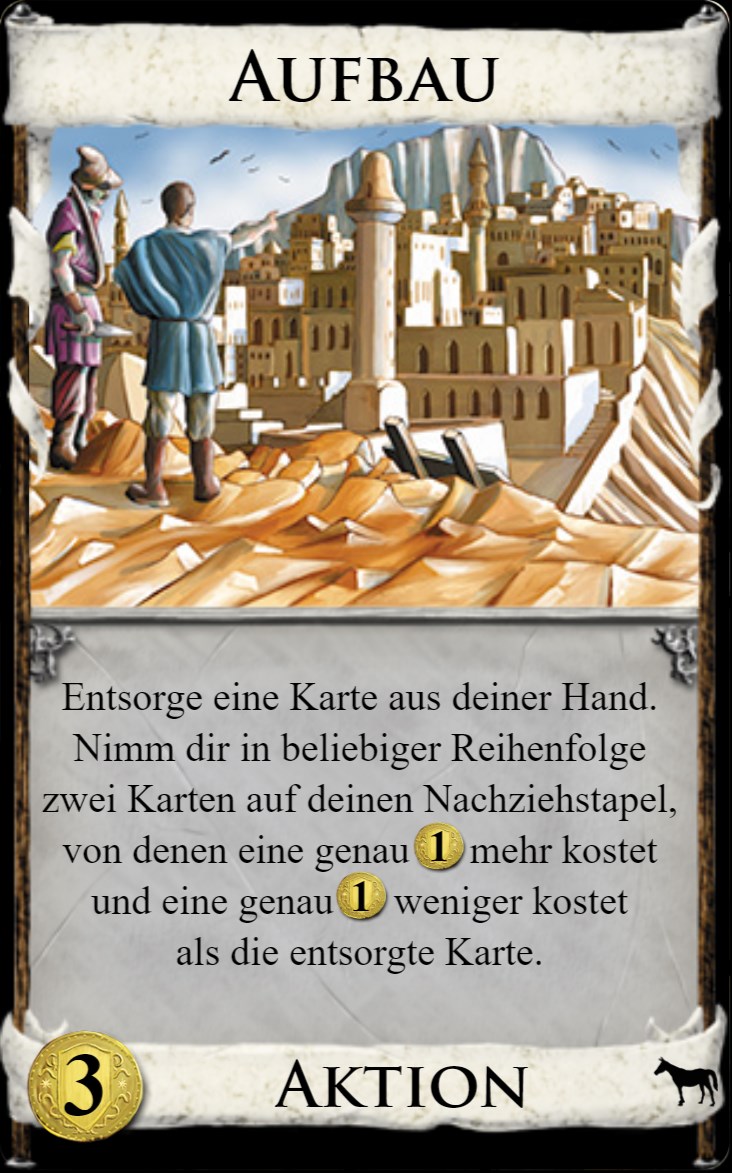 AUFBAU
Entsorge eine Karte aus deiner Hand.
Nimm dir in beliebiger Reihenfolge
zwei Karten auf deinen Nachziehstapel,
von denen eine genau 1 mehr kostet
und eine genau 1 weniger kostet
als die entsorgte Karte.
3 AKTION